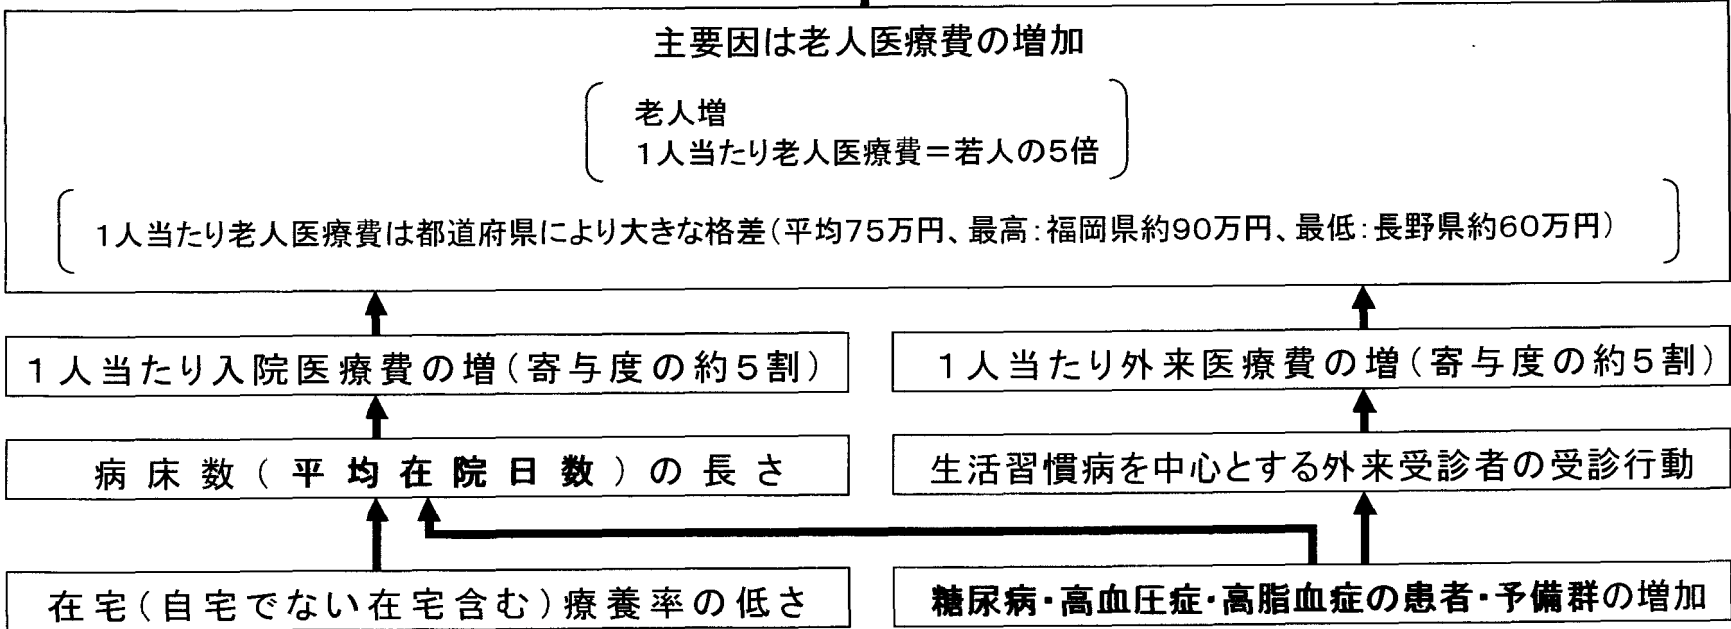 主要因は老人医療費の増加
老人増
1人当たり老人医療費＝若人の5倍
1人当たり老人医療費は都道府県により大きな格差(平均75万円、最高:福岡県約90万円、最低:長野県約60万円)
1人当たり入院医療費の増(寄与度の約5割)
1人当たり外来医療費の増(寄与度の約5割)
病床数(平均在院日数)の長さ
生活習慣病を中心とする外来受診者の受診行動
在宅(自宅でない在宅含む)療養率の低さ
糖尿病・高血圧症・高脂血症の患者・予備群の増加